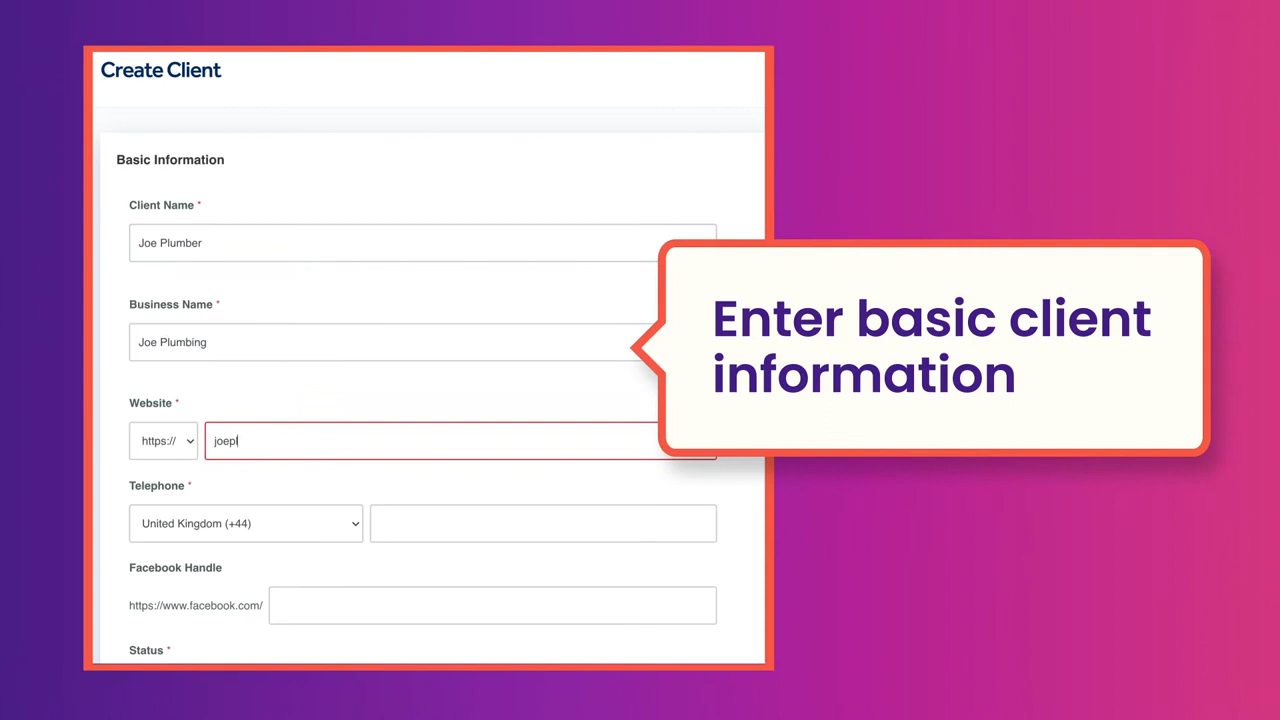 Create Client
Basic Information
Client Name *
Joe Plumber
Business Name *
Joe Plumbing
Enter basic client
information
Website *
https:// joepl
Telephone *
United Kingdom (+44)
Facebook Handle
https://www.facebook.com/
Status *